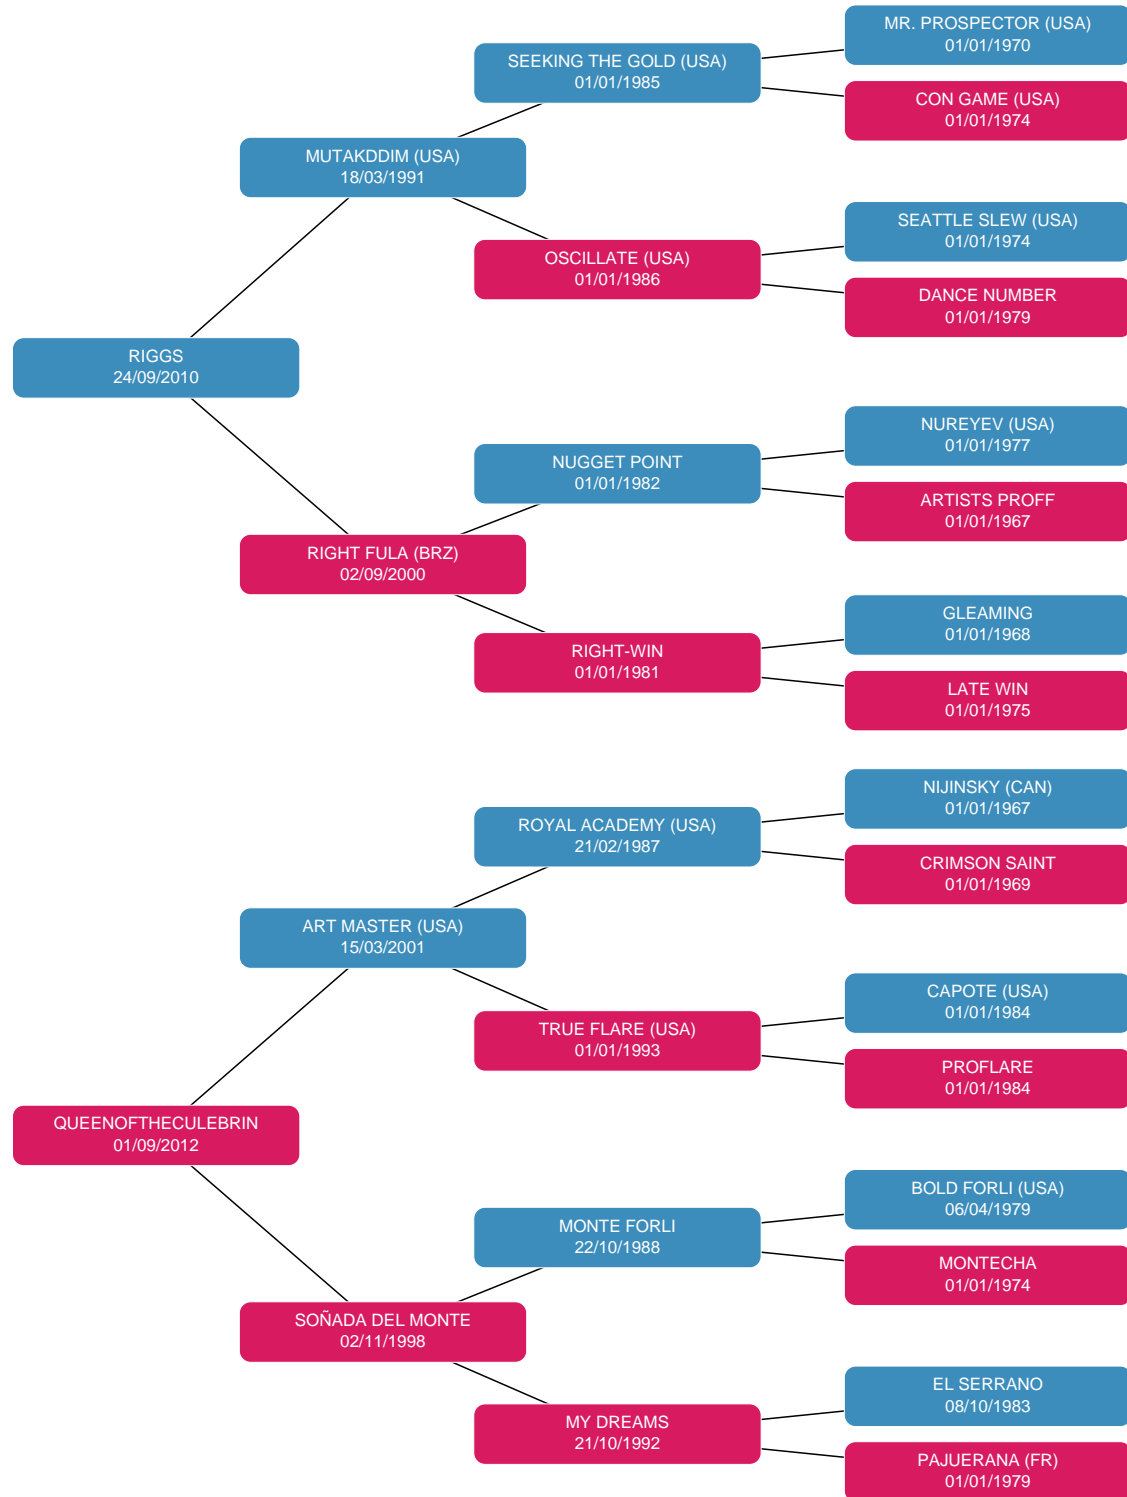 MR. PROSPECTOR (USA)
01/01/1970
SEEKING THE GOLD (USA)
01/01/1985
CON GAME (USA)
01/01/1974
MUTAKDDIM (USA)
18/03/1991
SEATTLE SLEW (USA)
01/01/1974
OSCILLATE (USA)
01/01/1986
DANCE NUMBER
01/01/1979
RIGGS
24/09/2010
NUREYEV (USA)
01/01/1977
NUGGET POINT
01/01/1982
ARTISTS PROFF
01/01/1967
RIGHT FULA (BRZ)
02/09/2000
GLEAMING
01/01/1968
RIGHT-WIN
01/01/1981
LATE WIN
01/01/1975
NIJINSKY (CAN)
01/01/1967
ROYAL ACADEMY (USA)
21/02/1987
CRIMSON SAINT
01/01/1969
ART MASTER (USA)
15/03/2001
CAPOTE (USA)
01/01/1984
TRUE FLARE (USA)
01/01/1993
PROFLARE
01/01/1984
QUEENOFTHECULEBRIN
01/09/2012
BOLD FORLI (USA)
06/04/1979
MONTE FORLI
22/10/1988
MONTECHA
01/01/1974
SOÑADA DEL MONTE
02/11/1998
EL SERRANO
08/10/1983
MY DREAMS
21/10/1992
PAJUERANA (FR)
01/01/1979